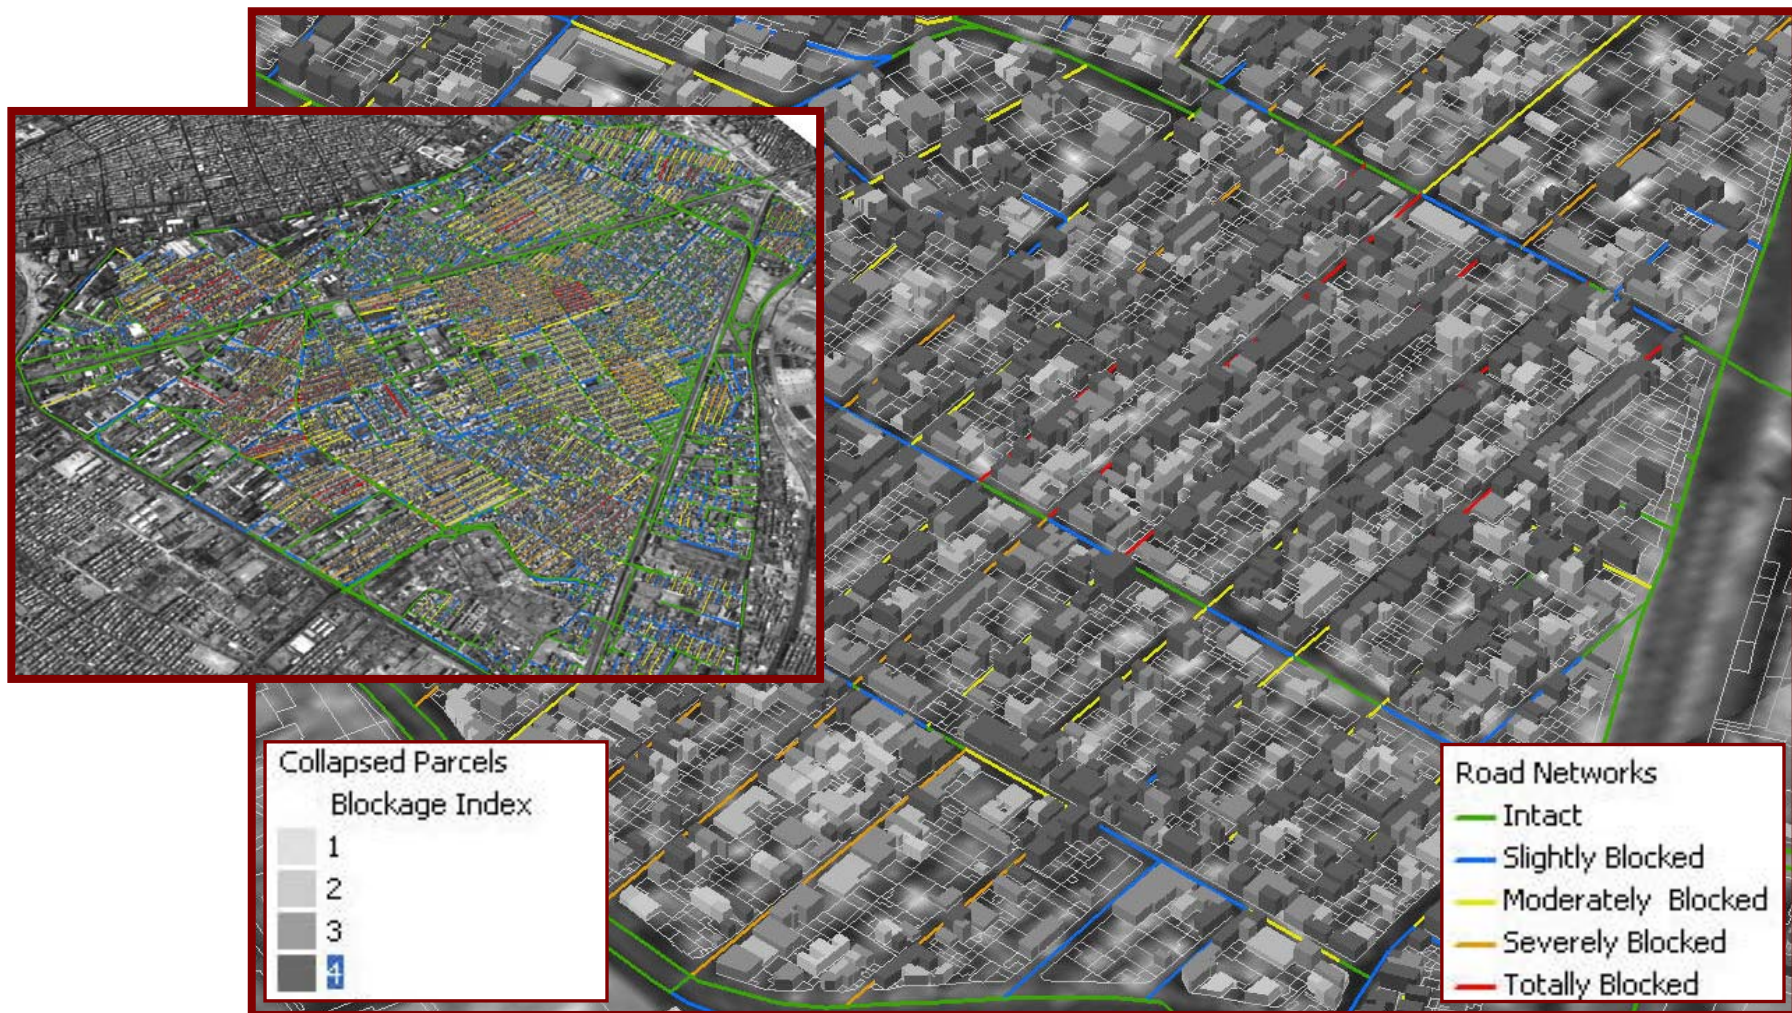 Collapsed Parcels
Blockage Index
1
2
3
4
Road Networks
Intact
Slightly Blocked
Moderately Blocked
Severely Blocked
Totally Blocked